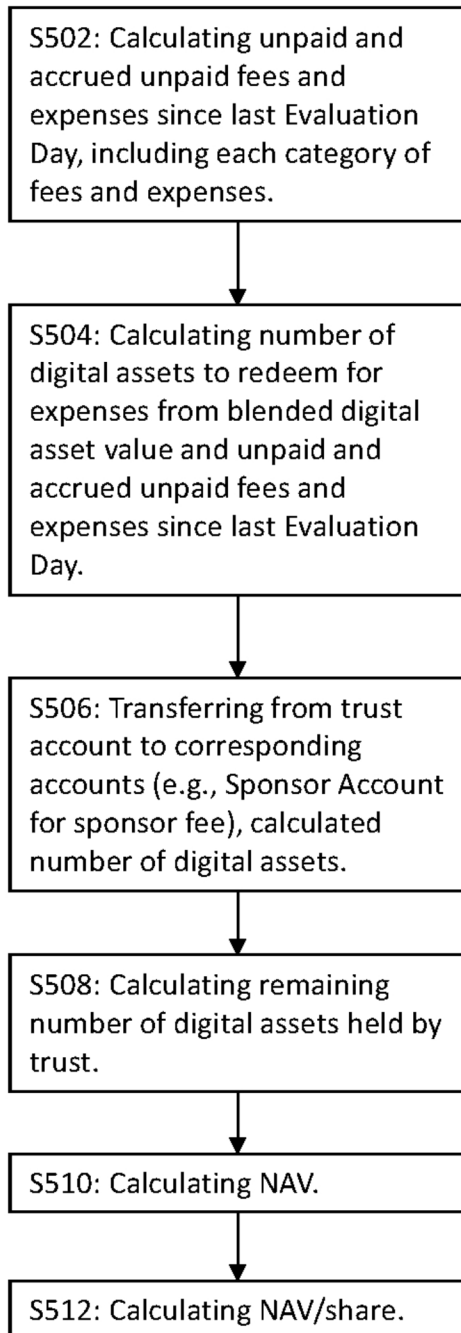 S502: Calculating unpaid and
accrued unpaid fees and
expenses since last Evaluation
Day, including each category of
fees and expenses.
S504: Calculating number of
digital assets to redeem for
expenses from blended digital
asset value and unpaid and
accrued unpaid fees and
expenses since last Evaluation
Day.
S506: Transferring from trust
account to corresponding
accounts (e.g., Sponsor Account
for sponsor fee), calculated
number of digital assets.
S508: Calculating remaining
number of digital assets held by
trust.
S510: Calculating NAV.
S512: Calculating NAV/share.